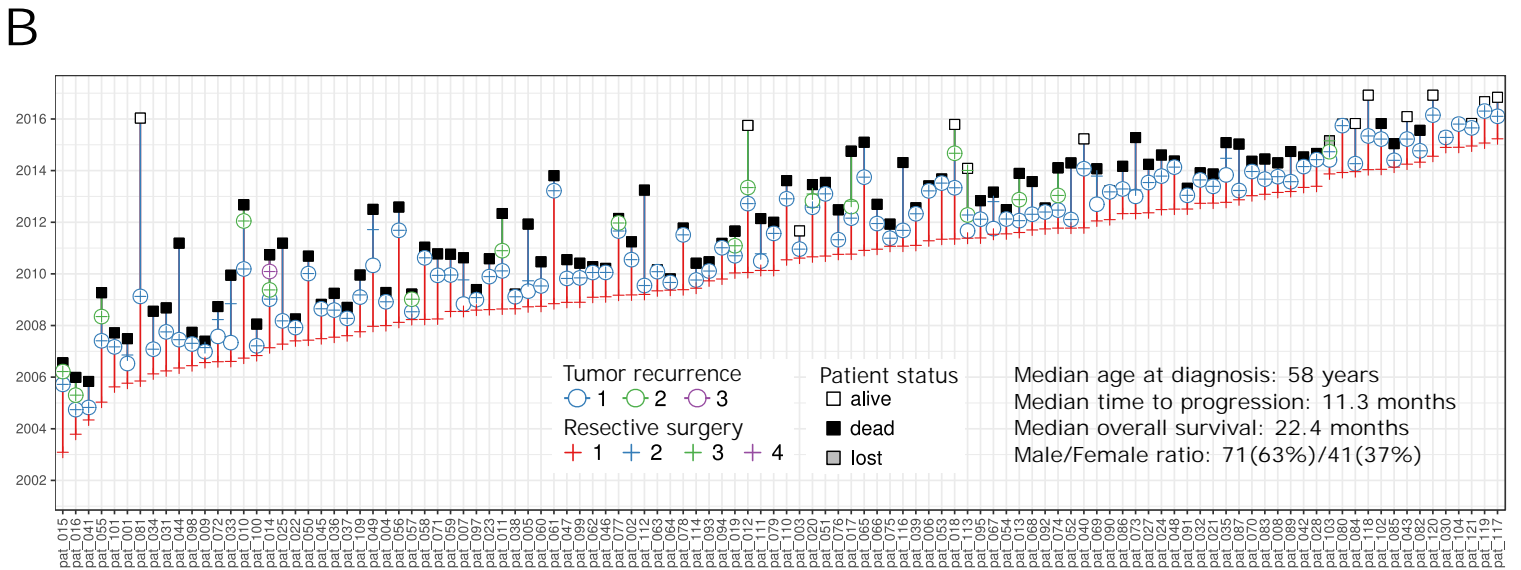 B
2016
2014
2012
2010
2008
2006
2004
2002
Tumor recurrence
1 2 3
Resective surgery
1 2 3 4
Patient status
alive
dead
lost
Median age at diagnosis: 58 years
Median time to progression: 11.3 months
Median overall survival: 22.4 months
Male/Female ratio: 71(63%)/41(37%)
pat_015
pat_016
pat_041
pat_055
pat_101
pat_001
pat_081
pat_034
pat_031
pat_044
pat_098
pat_009
pat_072
pat_033
pat_010
pat_100
pat_014
pat_025
pat_022
pat_050
pat_045
pat_036
pat_037
pat_109
pat_049
pat_004
pat_056
pat_057
pat_058
pat_071
pat_059
pat_007
pat_097
pat_023
pat_011
pat_038
pat_005
pat_060
pat_061
pat_047
pat_099
pat_062
pat_046
pat_077
pat_002
pat_112
pat_063
pat_064
pat_078
pat_114
pat_093
pat_094
pat_019
pat_012
pat_111
pat_079
pat_110
pat_003
pat_020
pat_051
pat_076
pat_017
pat_065
pat_066
pat_075
pat_116
pat_039
pat_006
pat_053
pat_018
pat_113
pat_095
pat_067
pat_054
pat_013
pat_068
pat_092
pat_074
pat_052
pat_040
pat_069
pat_090
pat_086
pat_073
pat_027
pat_024
pat_048
pat_091
pat_032
pat_021
pat_035
pat_087
pat_070
pat_083
pat_008
pat_089
pat_042
pat_028
pat_103
pat_080
pat_084
pat_118
pat_102
pat_085
pat_043
pat_082
pat_120
pat_030
pat_104
pat_121
pat_119
pat_117